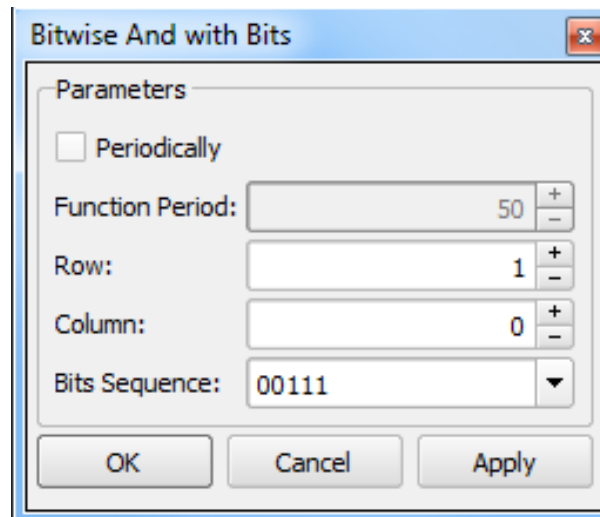 Bitwise And with Bits
Parameters
Periodically
Function Period: 50 + −
Row: 1 + −
Column: 0 + −
Bits Sequence: 00111
OK Cancel Apply